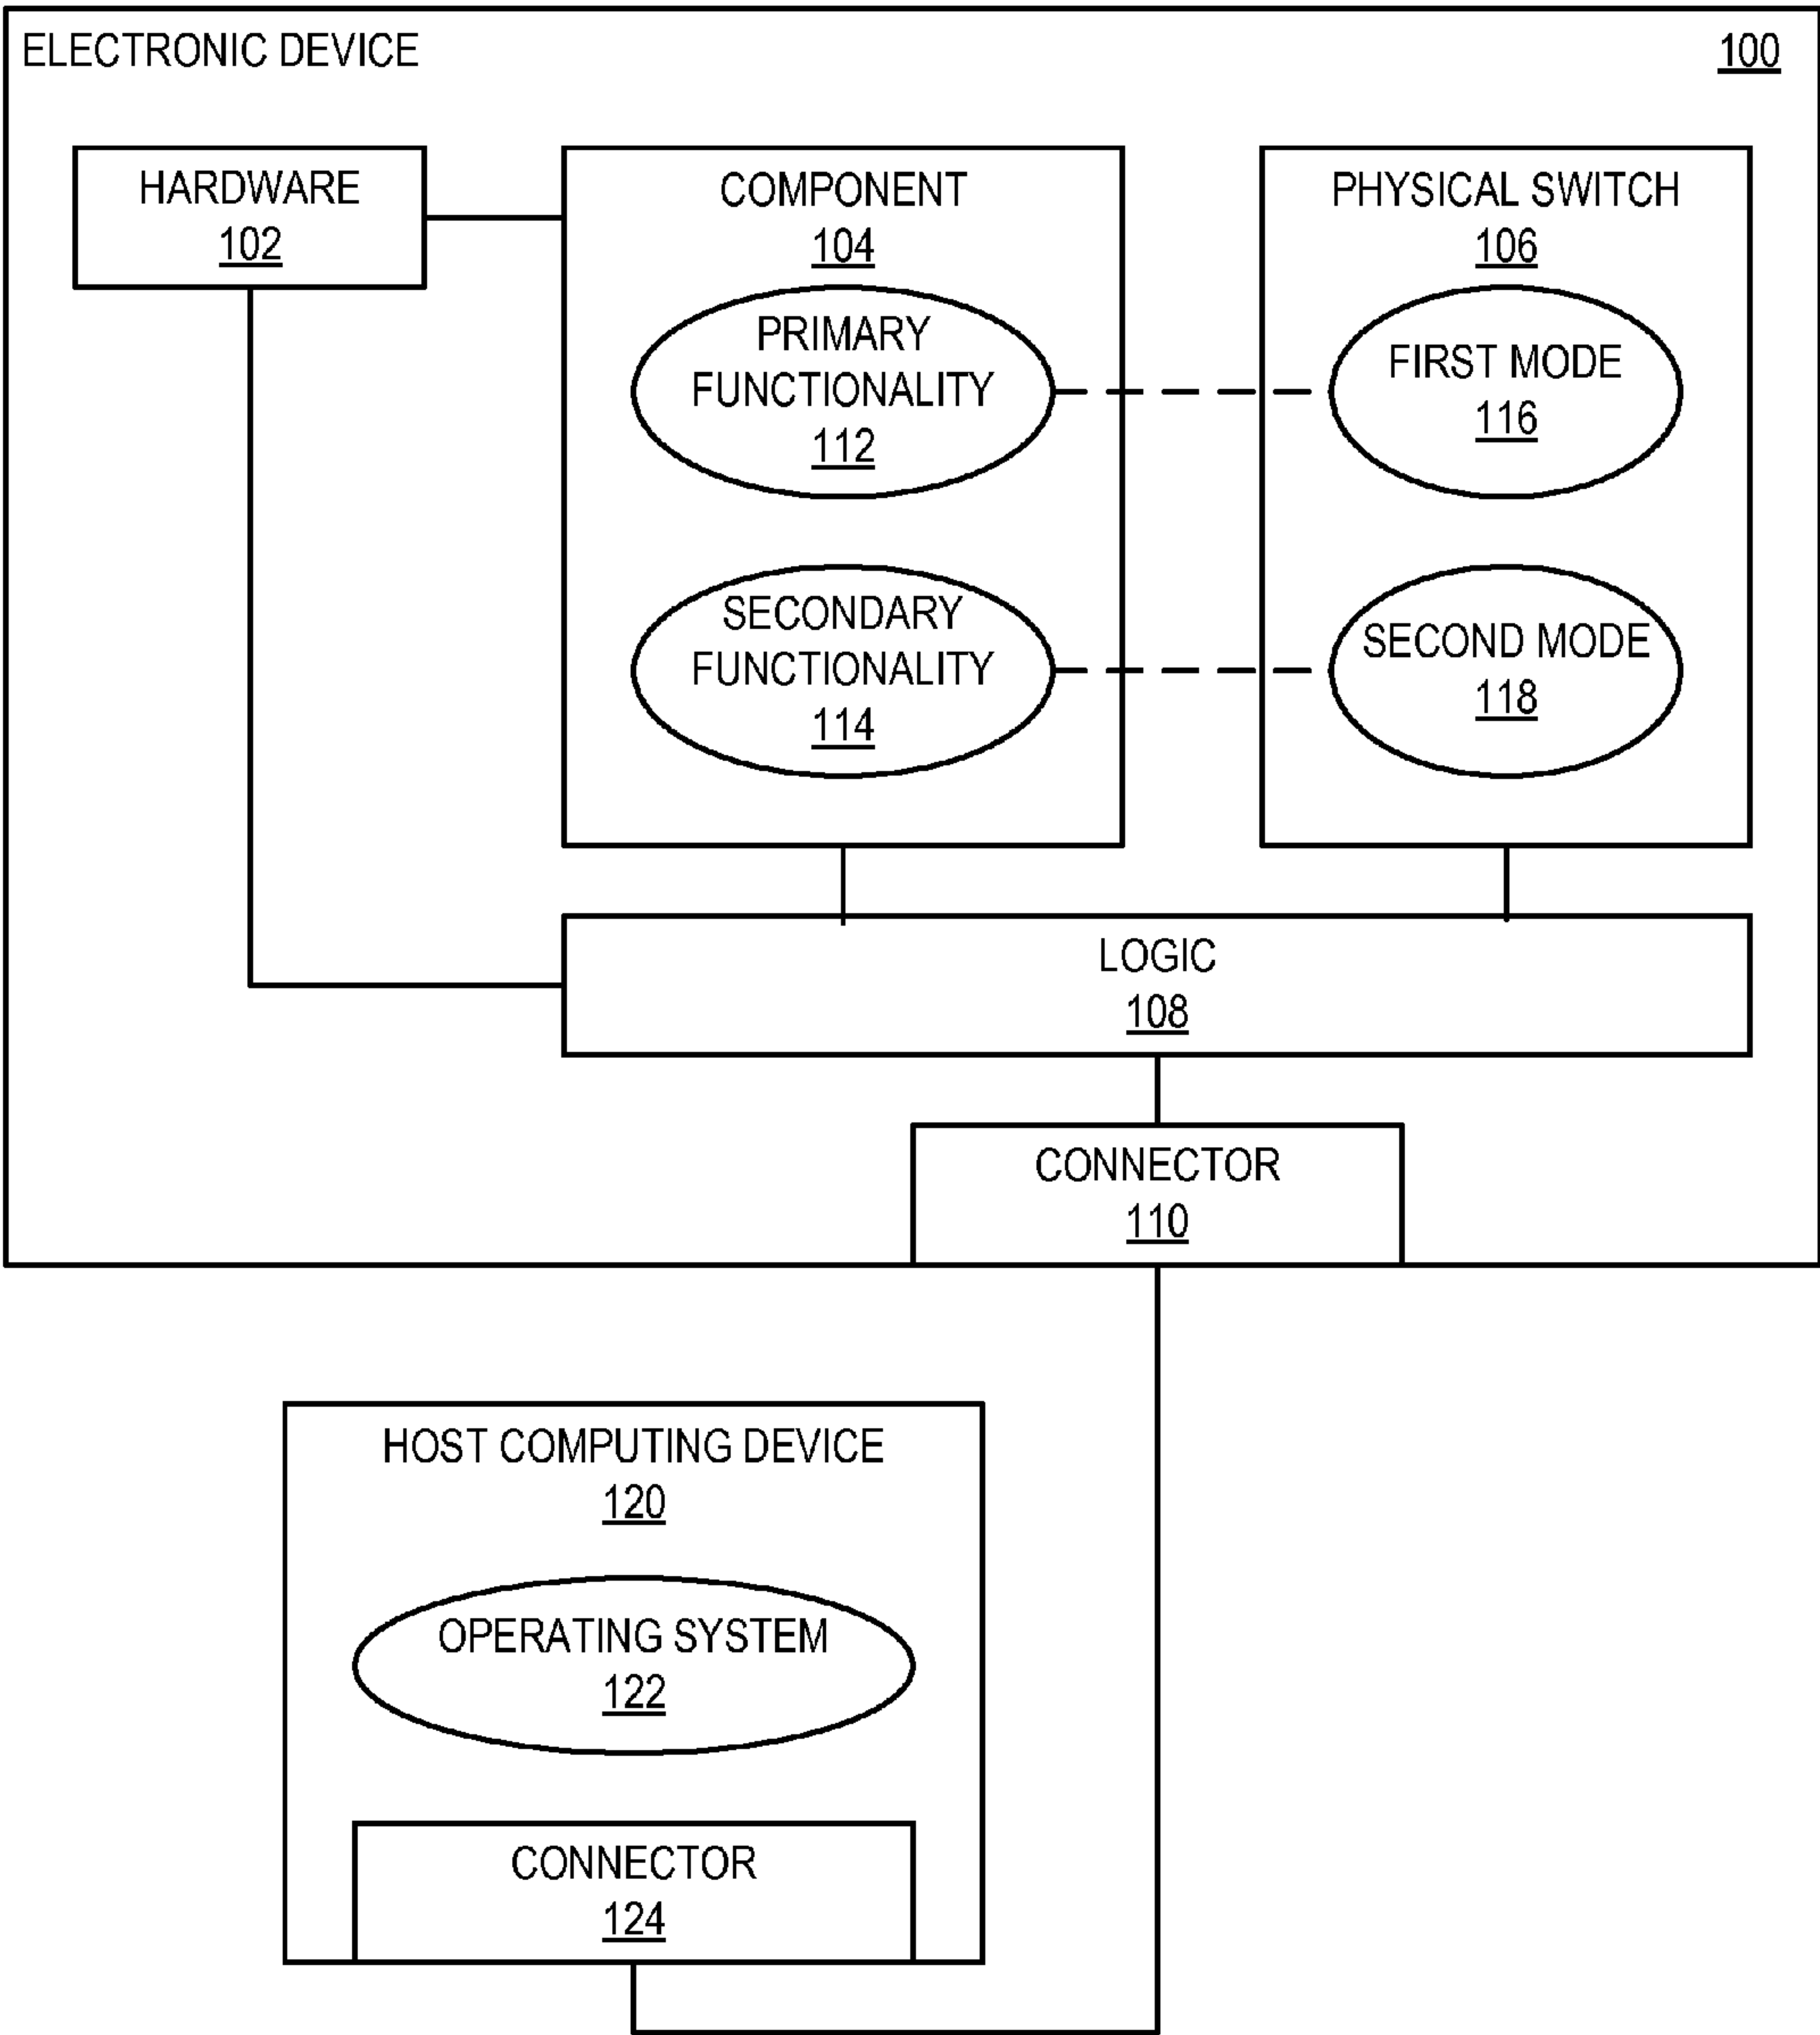 ELECTRONIC DEVICE 100
HARDWARE
102
COMPONENT
104
PRIMARY
FUNCTIONALITY
112
SECONDARY
FUNCTIONALITY
114
PHYSICAL SWITCH
106
FIRST MODE
116
SECOND MODE
118
LOGIC
108
CONNECTOR
110
HOST COMPUTING DEVICE
120
OPERATING SYSTEM
122
CONNECTOR
124